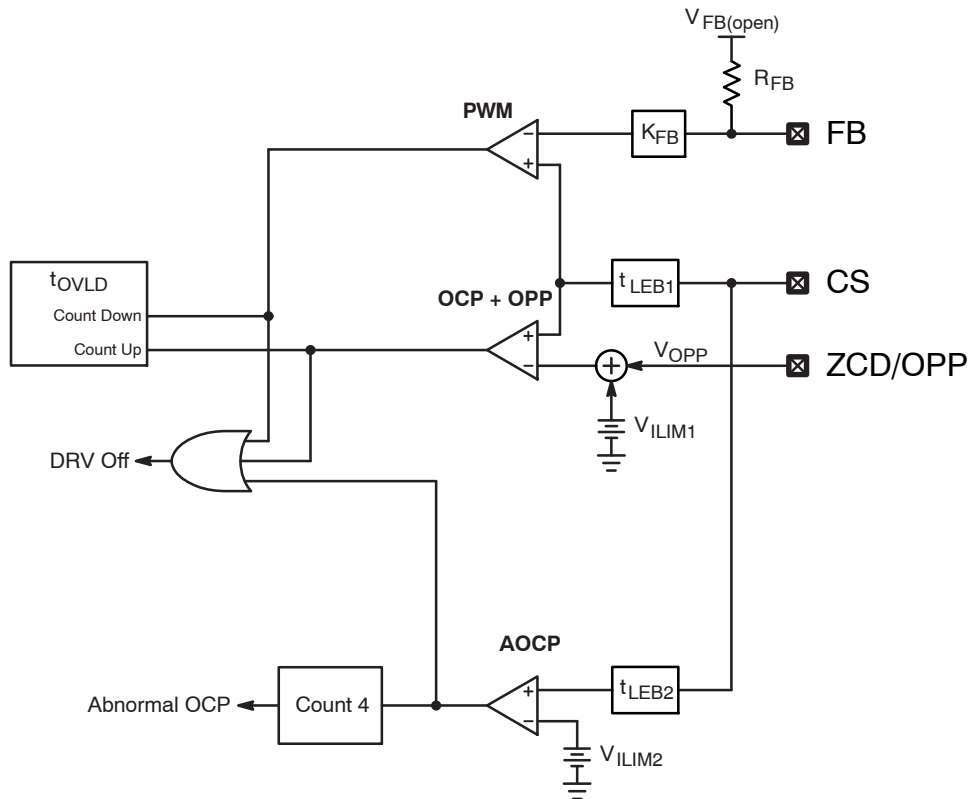 VFB(open)
RFB
PWM
−
KFB
FB
+
tOVLD
Count Down
Count Up
OCP + OPP
tLEB1
CS
+
−
+
VOPP
ZCD/OPP
VILIM1
DRV Off
AOCP
+
tLEB2
−
Abnormal OCP
Count 4
VILIM2